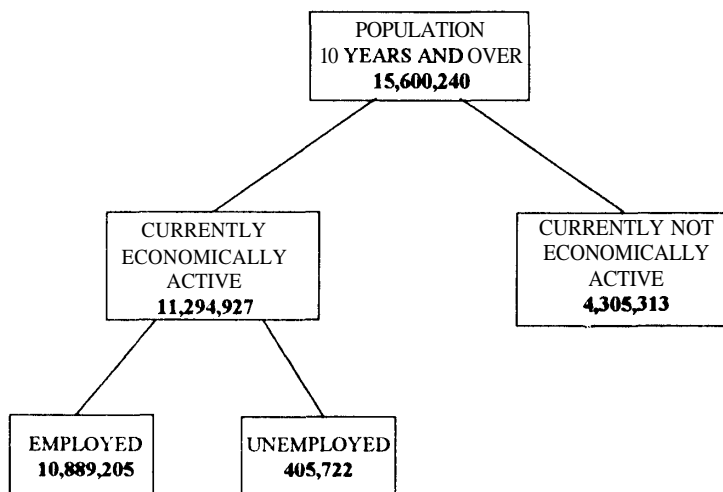 POPULATION
10 YEARS AND OVER
15,600,240
CURRENTLY
ECONOMICALLY
ACTIVE
11,294,927
CURRENTLY NOT
ECONOMICALLY
ACTIVE
4,305,313
EMPLOYED
10,889,205
UNEMPLOYED
405,722